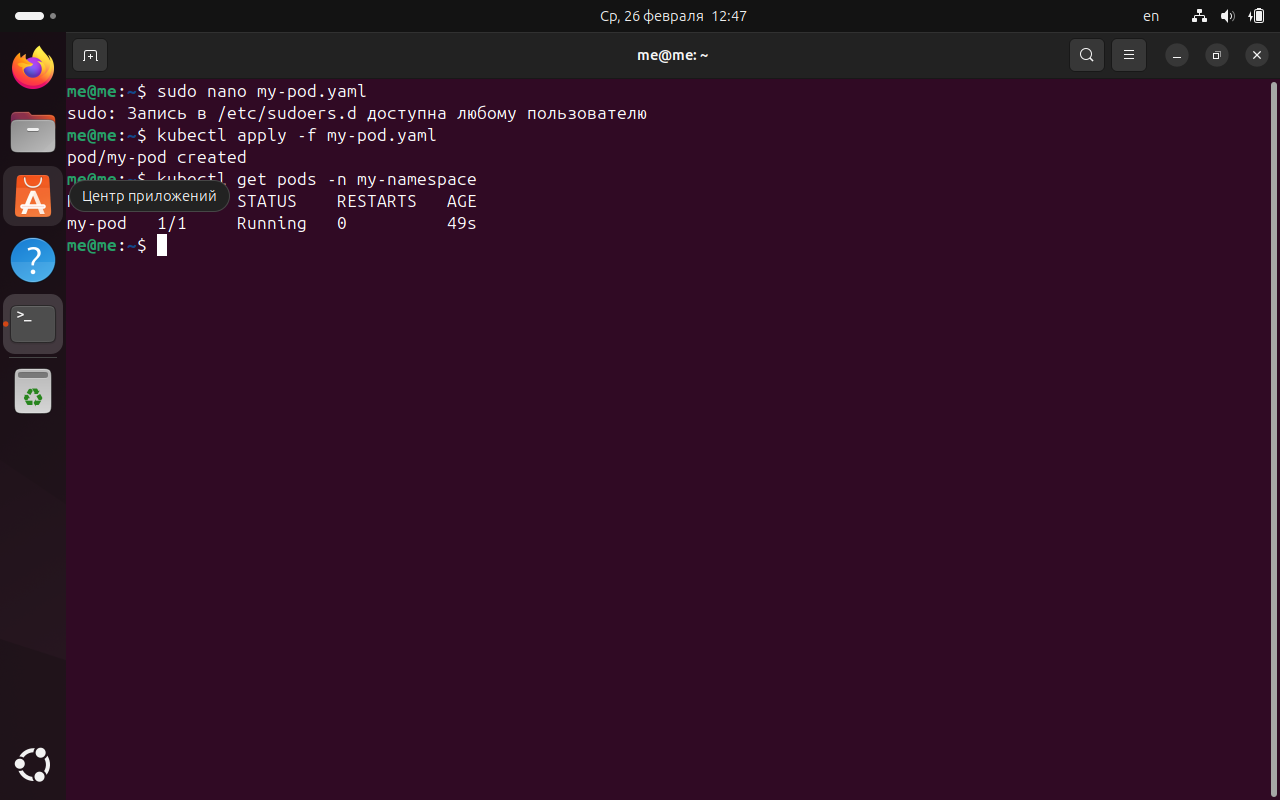 Ср, 26 февраля 12:47
en
me@me: ~
me@me:~$ sudo nano my-pod.yaml
sudo: Запись в /etc/sudoers.d доступна любому пользователю
me@me:~$ kubectl apply -f my-pod.yaml
pod/my-pod created
me@me:~$ kubectl get pods -n my-namespace
Центр приложений
STATUS RESTARTS AGE
my-pod 1/1 Running 0 49s
me@me:~$